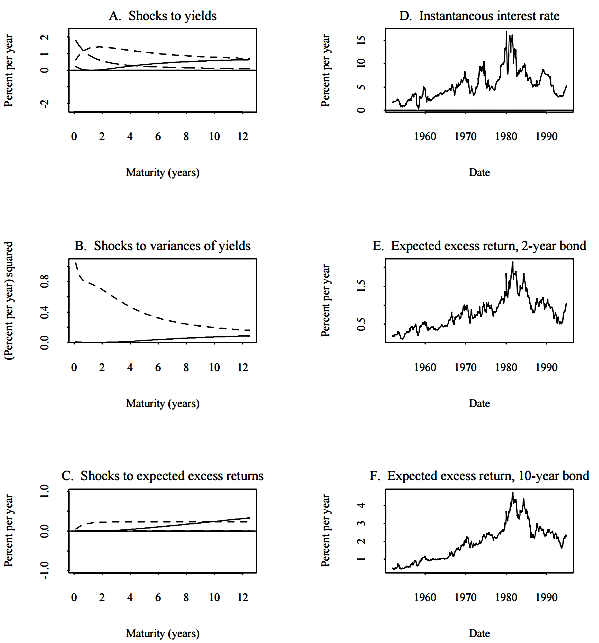 A. Shocks to yields
Percent per year
2
1
0
-2
0 2 4 6 8 10 12
Maturity (years)
D. Instantaneous interest rate
Percent per year
15
10
5
0
1960 1970 1980 1990
Date
B. Shocks to variances of yields
(Percent per year) squared
0.8
0.4
0.0
0 2 4 6 8 10 12
Maturity (years)
E. Expected excess return, 2-year bond
Percent per year
1.5
0.5
1960 1970 1980 1990
Date
C. Shocks to expected excess returns
Percent per year
1.0
0.0
-1.0
0 2 4 6 8 10 12
Maturity (years)
F. Expected excess return, 10-year bond
Percent per year
4
3
2
1
1960 1970 1980 1990
Date